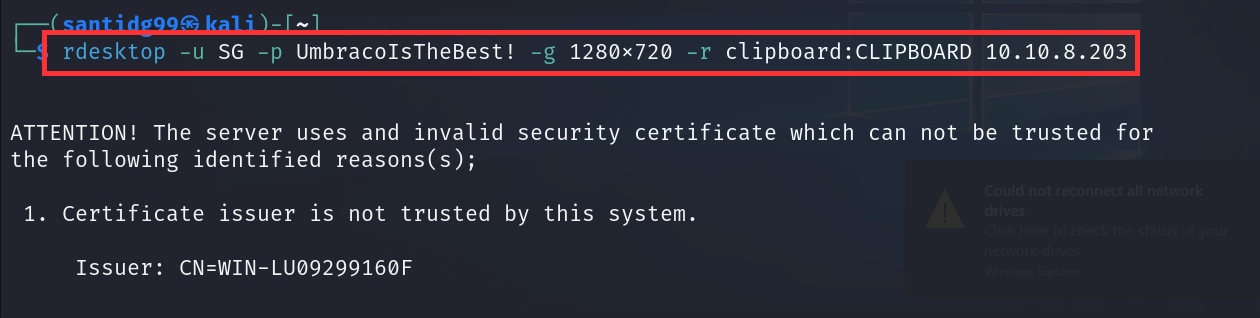 ┌──(santidg99㉿kali)-[~]
└─$ rdesktop -u SG -p UmbracoIsTheBest! -g 1280×720 -r clipboard:CLIPBOARD 10.10.8.203
ATTENTION! The server uses and invalid security certificate which can not be trusted for
the following identified reasons(s);
1. Certificate issuer is not trusted by this system.
Issuer: CN=WIN-LU09299160F
Could not reconnect all network
drives
Click here to check the status of your
network drives.
Windows Explorer